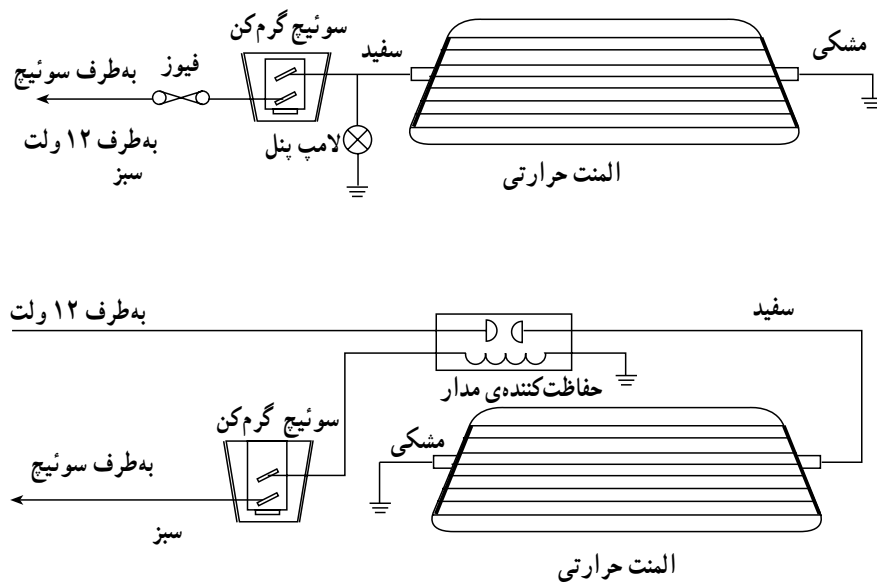 سوئیچ گرم‌کن
سفید
مشکی
فیوز
به‌طرف سوئیچ
به‌طرف ۱۲ ولت
سبز
لامپ پنل
المنت حرارتی
به‌طرف ۱۲ ولت
سفید
حفاظت‌کننده‌ی مدار
سوئیچ گرم‌کن
مشکی
به‌طرف سوئیچ
سبز
المنت حرارتی